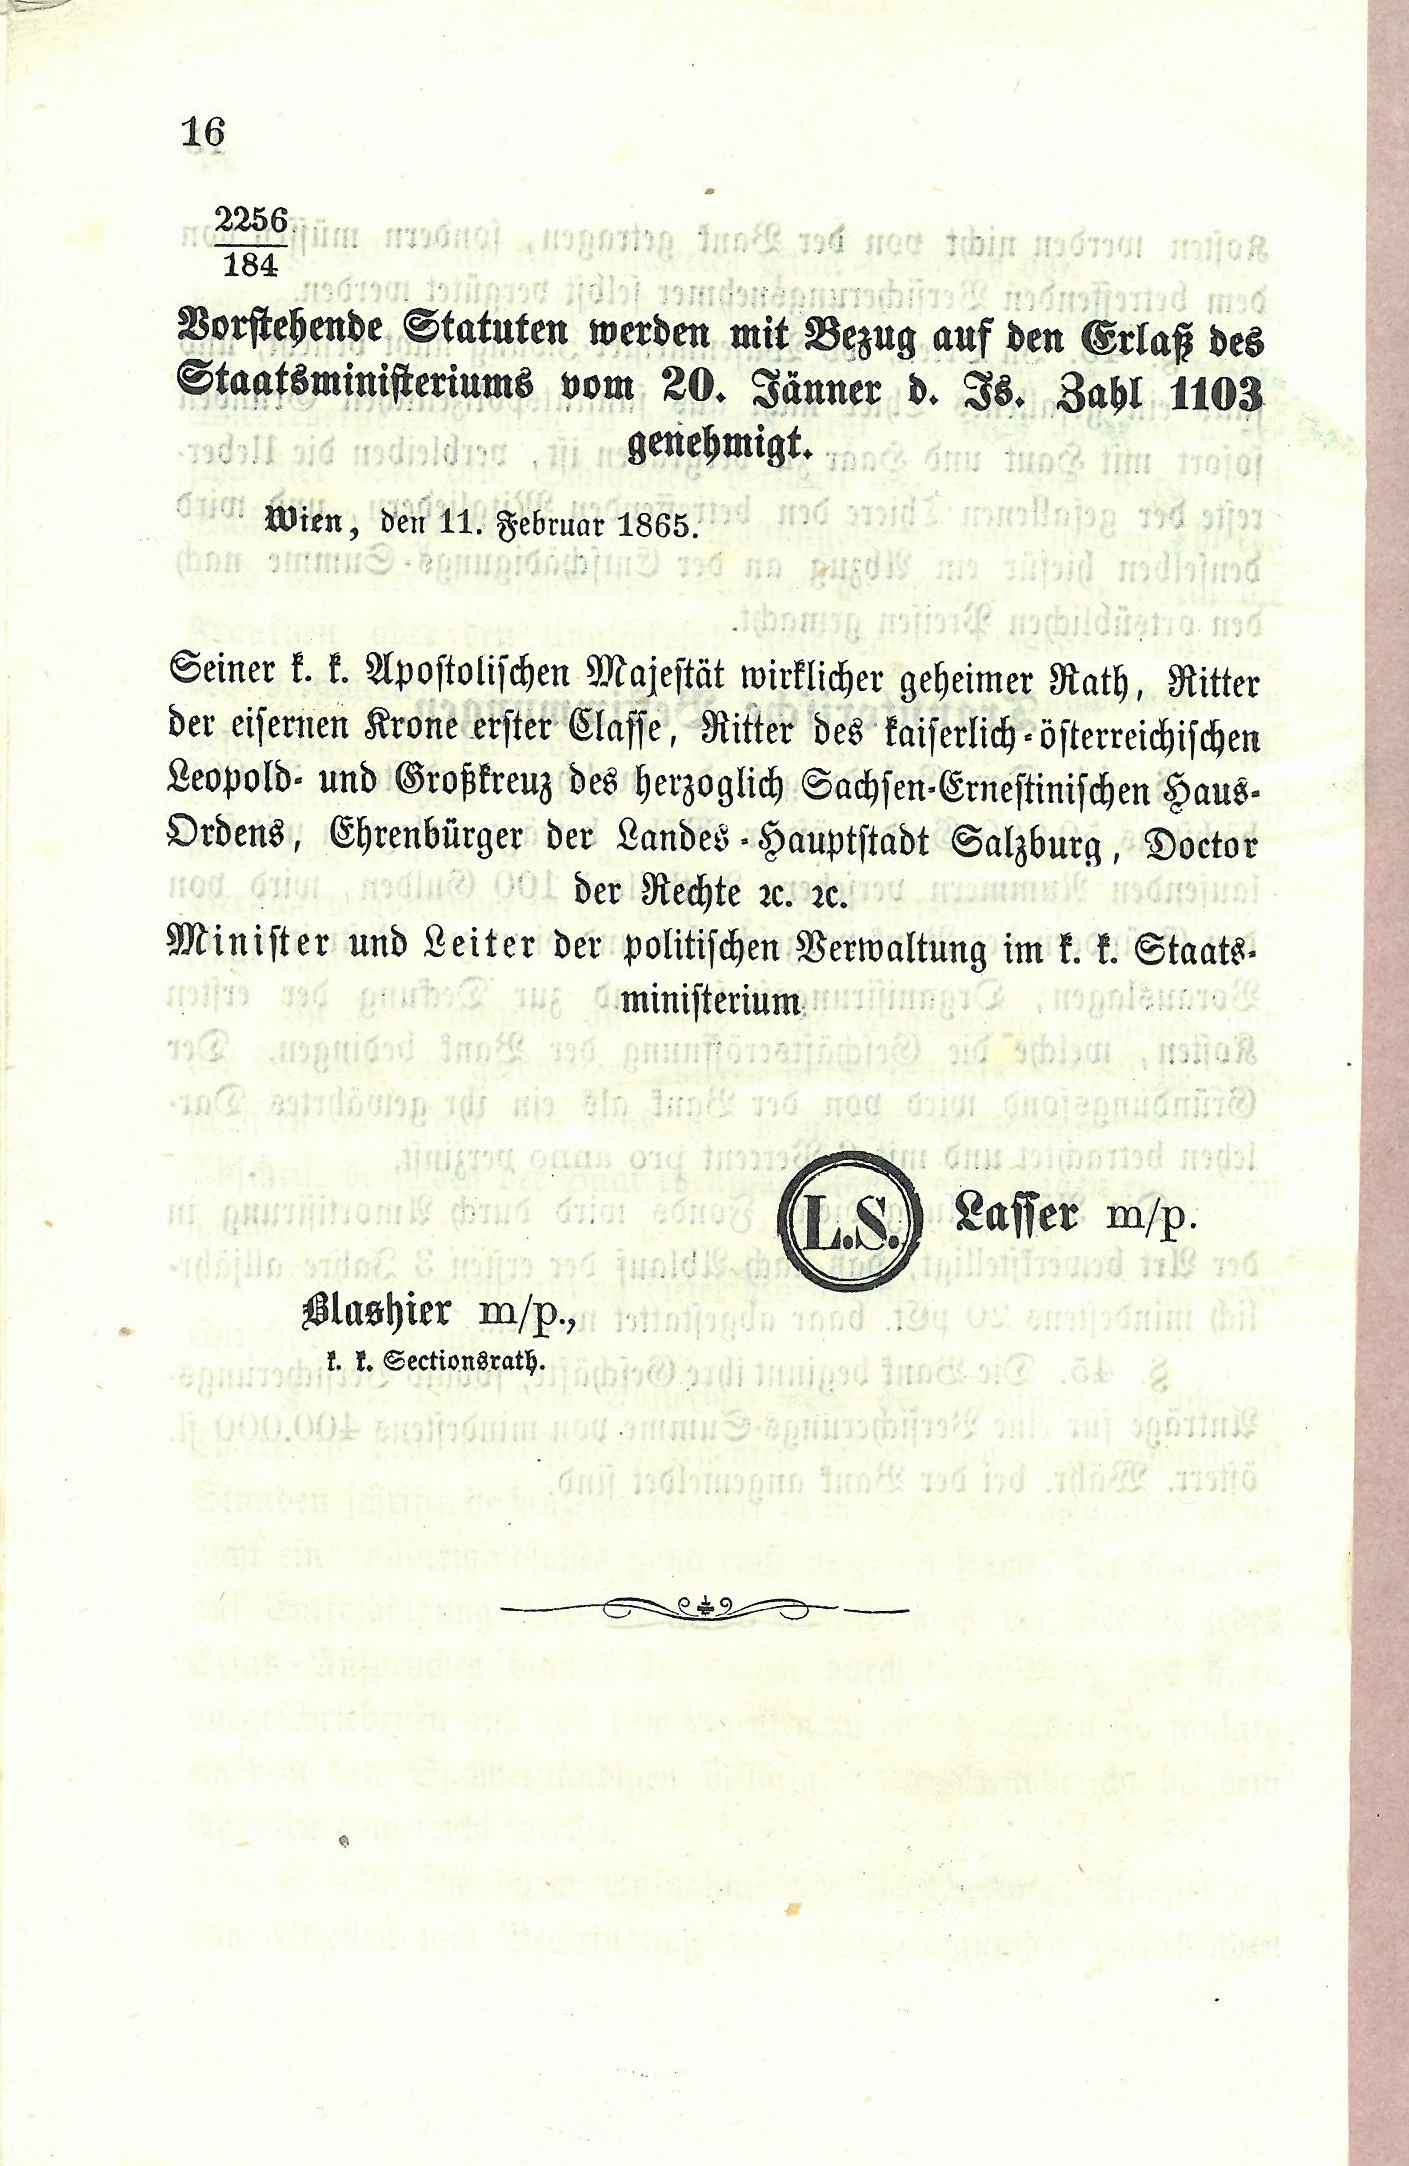 16
2256
184
Vorstehende Statuten werden mit Bezug auf den Erlaß des
Staatsministeriums vom 20. Jänner d. Js. Zahl 1103
genehmigt.
Wien, den 11. Februar 1865.
Seiner k. k. Apostolischen Majestät wirklicher geheimer Rath, Ritter
der eisernen Krone erster Classe, Ritter des kaiserlich-österreichischen
Leopold- und Großkreuz des herzoglich Sachsen-Ernestinischen Haus-
Ordens, Ehrenbürger der Landes-Hauptstadt Salzburg, Doctor
der Rechte ꝛc. ꝛc.
Minister und Leiter der politischen Verwaltung im k. k. Staats-
ministerium
L.S. Lasser m/p.
Blashier m/p.,
k. k. Sectionsrath.